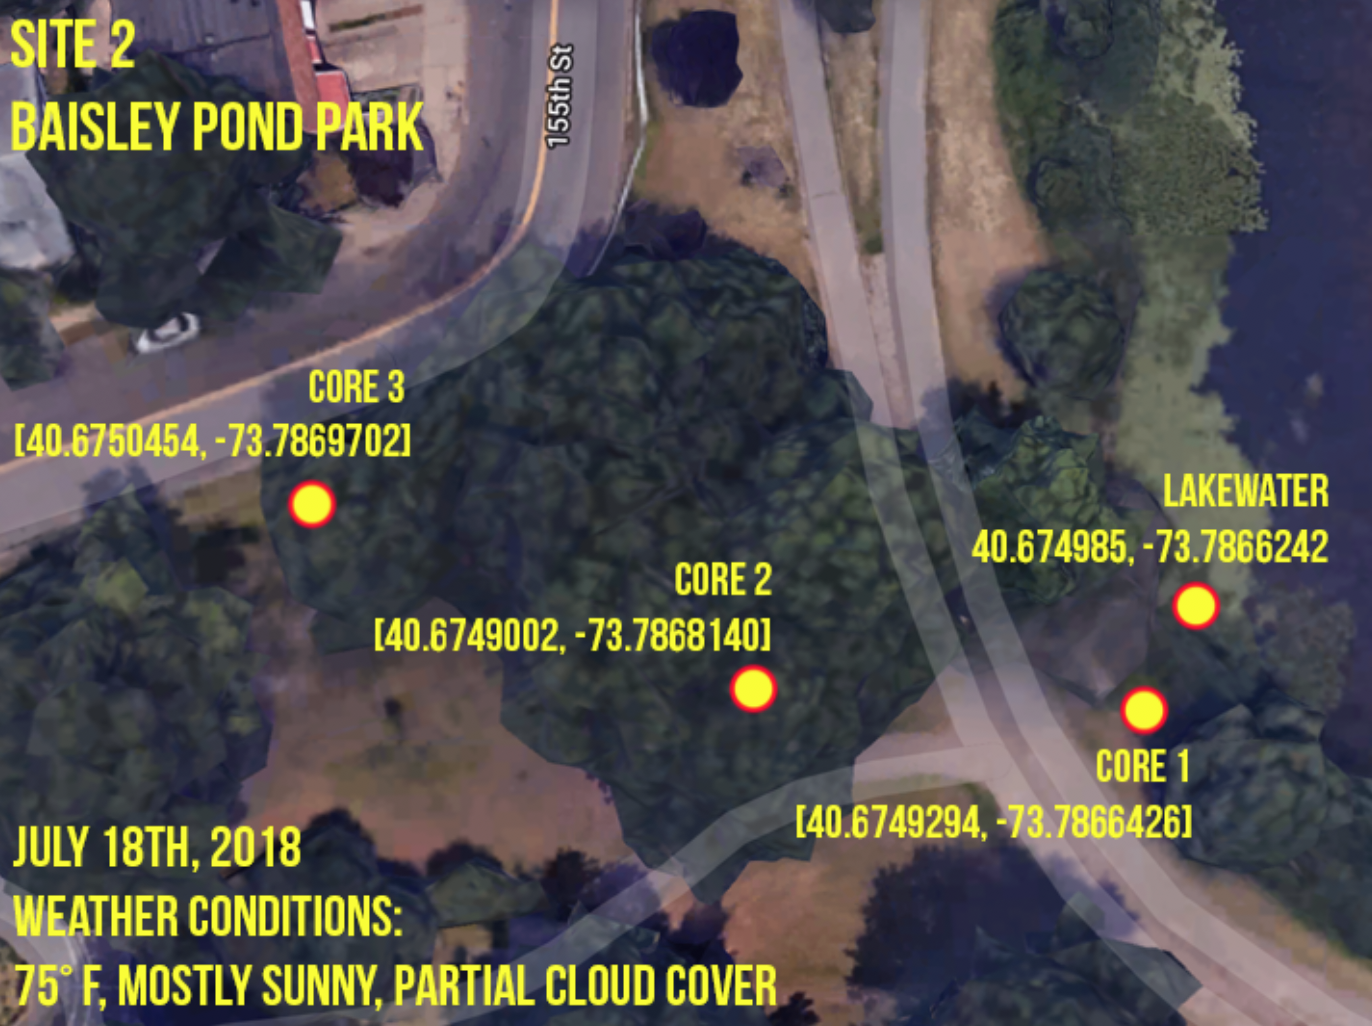 SITE 2
BAISLEY POND PARK
155th St
CORE 3
[40.6750454, -73.7869702]
LAKEWATER
40.674985, -73.7866242
CORE 2
[40.6749002, -73.7868140]
CORE 1
[40.6749294, -73.7866426]
JULY 18TH, 2018
WEATHER CONDITIONS:
75° F, MOSTLY SUNNY, PARTIAL CLOUD COVER